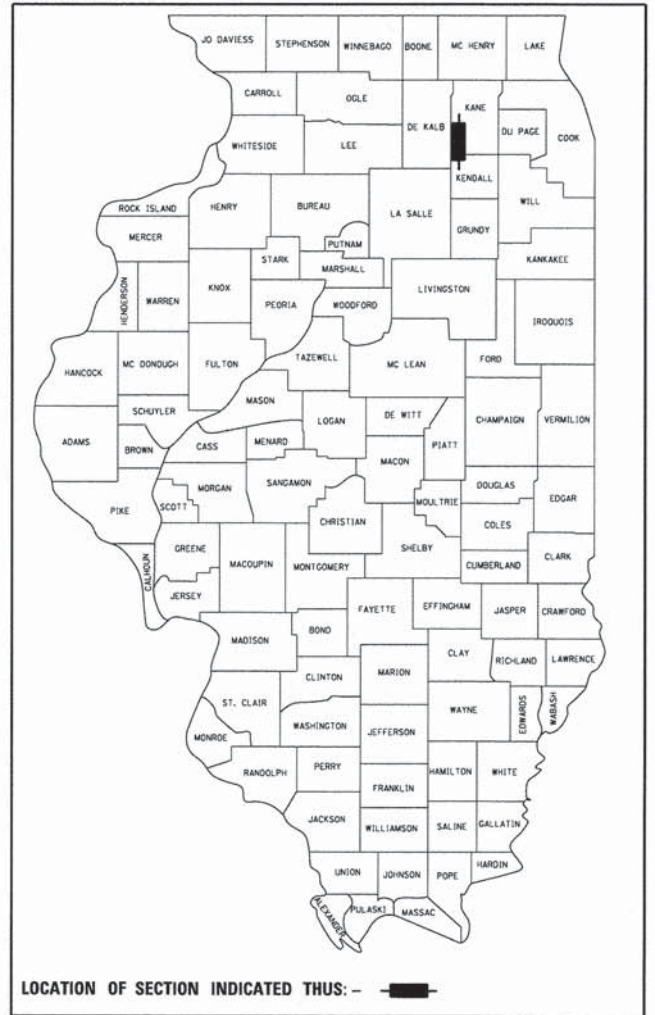 JO DAVIESS
STEPHENSON
WINNEBAGO
BOONE
MC HENRY
LAKE
CARROLL
OGLE
DE KALB
KANE
DU PAGE
COOK
WHITESIDE
LEE
KENDALL
WILL
ROCK ISLAND
HENRY
BUREAU
LA SALLE
GRUNDY
MERCER
PUTNAM
KANKAKEE
HENDERSON
WARREN
KNOX
STARK
MARSHALL
LIVINGSTON
PEORIA
WOODFORD
IROQUOIS
HANCOCK
MC DONOUGH
FULTON
TAZEWELL
MC LEAN
FORD
MASON
SCHUYLER
LOGAN
DE WITT
CHAMPAIGN
VERMILION
ADAMS
BROWN
CASS
MENARD
MACON
PIATT
PIKE
SCOTT
MORGAN
SANGAMON
MOULTRIE
DOUGLAS
EDGAR
CHRISTIAN
COLES
CALHOUN
GREENE
MACOUPIN
MONTGOMERY
SHELBY
CUMBERLAND
CLARK
JERSEY
FAYETTE
EFFINGHAM
JASPER
CRAWFORD
MADISON
BOND
CLAY
RICHLAND
LAWRENCE
CLINTON
MARION
ST. CLAIR
WAYNE
EDWARDS
WABASH
MONROE
WASHINGTON
JEFFERSON
RANDOLPH
PERRY
HAMILTON
WHITE
FRANKLIN
JACKSON
WILLIAMSON
SALINE
GALLATIN
UNION
JOHNSON
POPE
HARDIN
ALEXANDER
PULASKI
MASSAC
LOCATION OF SECTION INDICATED THUS: -